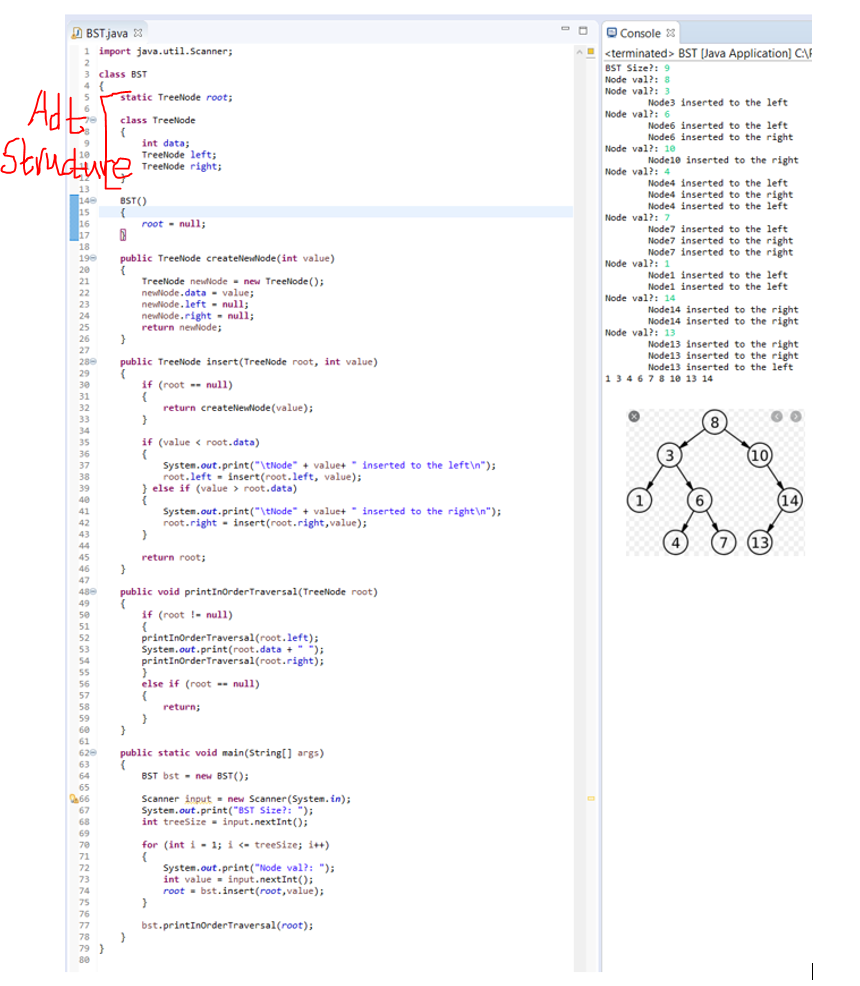 BST.java
1 import java.util.Scanner;
2
3 class BST
4 {
5 static TreeNode root;
6
7 class TreeNode
8 {
9 int data;
10 TreeNode left;
11 TreeNode right;
12 }
13
14 BST()
15 {
16 root = null;
17 }
18
19 public TreeNode createNewNode(int value)
20 {
21 TreeNode newNode = new TreeNode();
22 newNode.data = value;
23 newNode.left = null;
24 newNode.right = null;
25 return newNode;
26 }
27
28 public TreeNode insert(TreeNode root, int value)
29 {
30 if (root == null)
31 {
32 return createNewNode(value);
33 }
34
35 if (value < root.data)
36 {
37 System.out.print("\tNode" + value+ " inserted to the left\n");
38 root.left = insert(root.left, value);
39 } else if (value > root.data)
40 {
41 System.out.print("\tNode" + value+ " inserted to the right\n");
42 root.right = insert(root.right,value);
43 }
44
45 return root;
46 }
47
48 public void printInOrderTraversal(TreeNode root)
49 {
50 if (root != null)
51 {
52 printInOrderTraversal(root.left);
53 System.out.print(root.data + " ");
54 printInOrderTraversal(root.right);
55 }
56 else if (root == null)
57 {
58 return;
59 }
60 }
61
62 public static void main(String[] args)
63 {
64 BST bst = new BST();
65
66 Scanner input = new Scanner(System.in);
67 System.out.print("BST Size?: ");
68 int treeSize = input.nextInt();
69
70 for (int i = 1; i <= treeSize; i++)
71 {
72 System.out.print("Node val?: ");
73 int value = input.nextInt();
74 root = bst.insert(root,value);
75 }
76
77 bst.printInOrderTraversal(root);
78 }
79 }
80
Adt
Structure
Console
<terminated> BST [Java Application] C:\
BST Size?: 9
Node val?: 8
Node val?: 3
Node3 inserted to the left
Node val?: 6
Node6 inserted to the left
Node6 inserted to the right
Node val?: 10
Node10 inserted to the right
Node val?: 4
Node4 inserted to the left
Node4 inserted to the right
Node4 inserted to the left
Node val?: 7
Node7 inserted to the left
Node7 inserted to the right
Node7 inserted to the right
Node val?: 1
Node1 inserted to the left
Node1 inserted to the left
Node val?: 14
Node14 inserted to the right
Node14 inserted to the right
Node val?: 13
Node13 inserted to the right
Node13 inserted to the right
Node13 inserted to the left
1 3 4 6 7 8 10 13 14
8
3 10
1 6 14
4 7 13